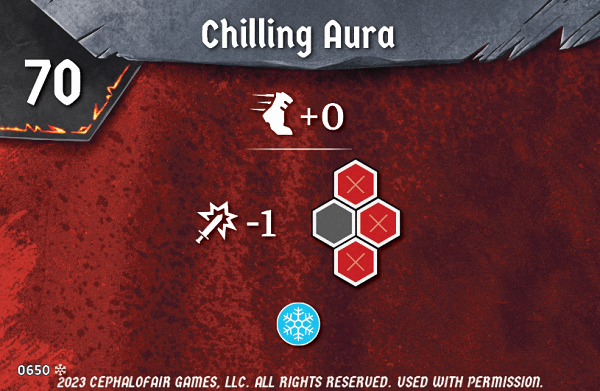 Chilling Aura
70
+0
-1
0650
2023 CEPHALOFAIR GAMES, LLC. ALL RIGHTS RESERVED. USED WITH PERMISSION.